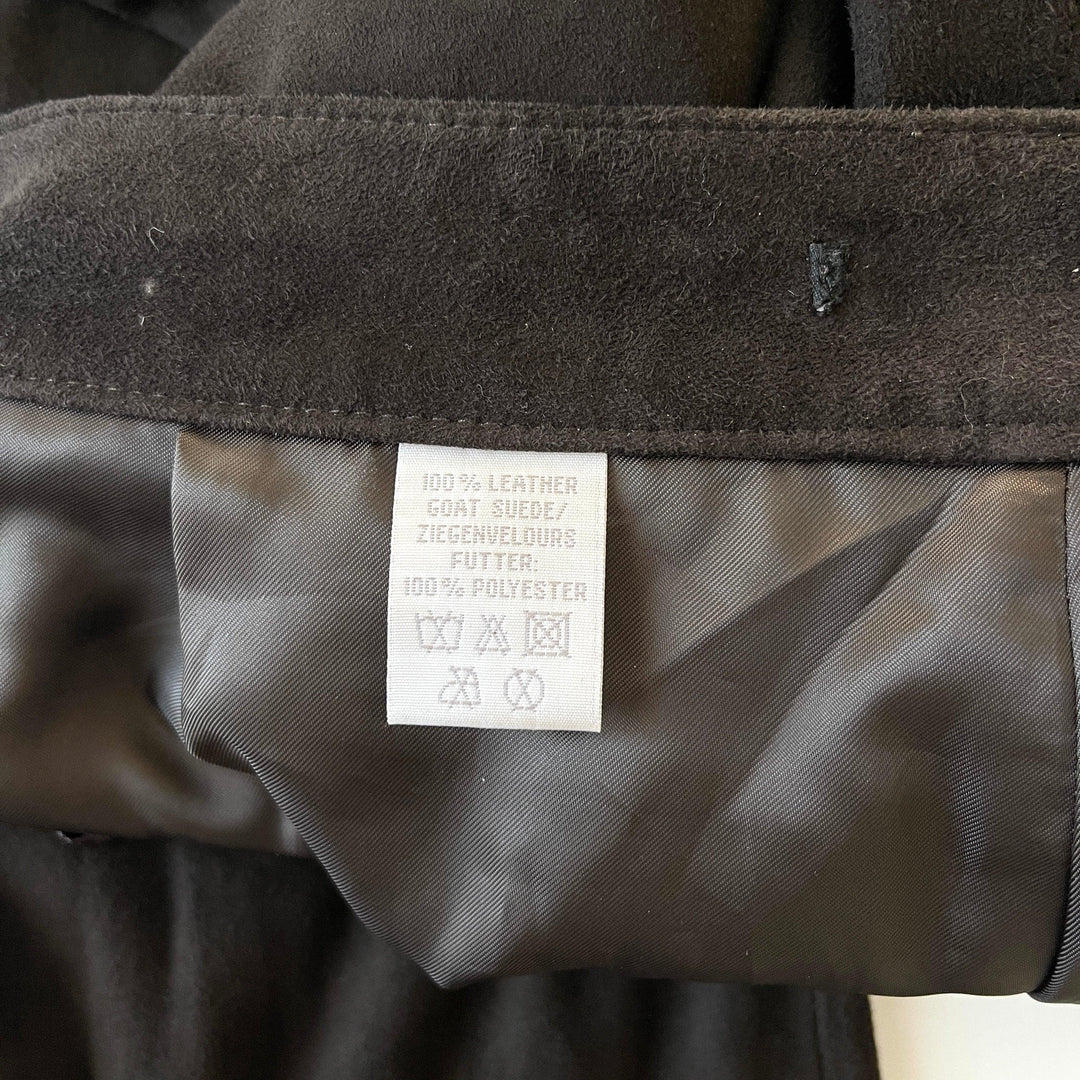 100% LEATHER
GOAT SUEDE/
ZIEGENVELOURS
FUTTER:
100% POLYESTER